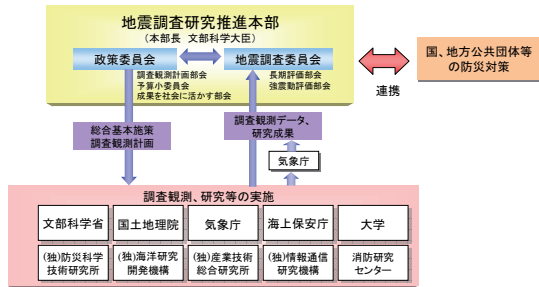 地震調査研究推進本部
(本部長 文部科学大臣)
政策委員会
地震調査委員会
調査観測計画部会
予算小委員会
成果を社会に活かす部会
長期評価部会
強震動評価部会
国、地方公共団体等
の防災対策
連携
総合基本施策
調査観測計画
調査観測データ、
研究成果
気象庁
調査観測、研究等の実施
文部科学省
国土地理院
気象庁
海上保安庁
大学
(独)防災科学
技術研究所
(独)海洋研究
開発機構
(独)産業技術
総合研究所
(独)情報通信
研究機構
消防研究
センター